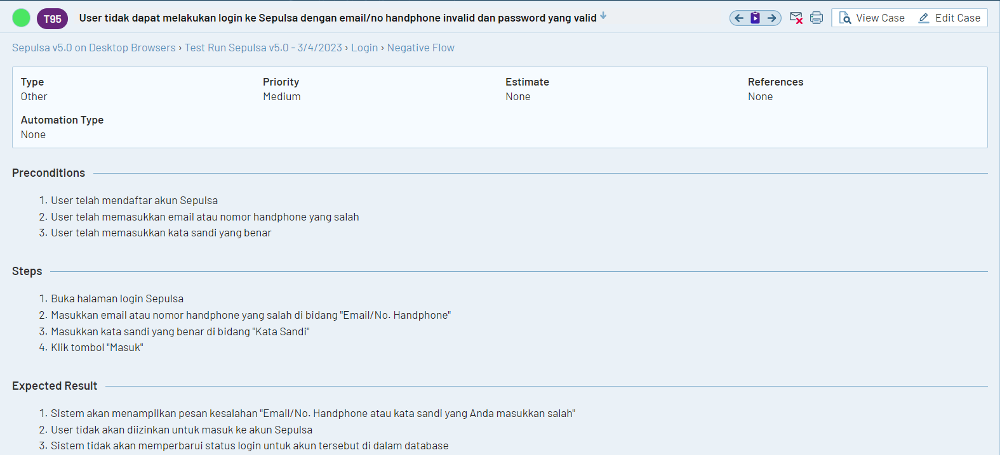 T95 User tidak dapat melakukan login ke Sepulsa dengan email/no handphone invalid dan password yang valid View Case Edit Case
Sepulsa v5.0 on Desktop Browsers › Test Run Sepulsa v5.0 - 3/4/2023 › Login › Negative Flow
Type Priority Estimate References
Other Medium None None
Automation Type
None
Preconditions
1. User telah mendaftar akun Sepulsa
2. User telah memasukkan email atau nomor handphone yang salah
3. User telah memasukkan kata sandi yang benar
Steps
1. Buka halaman login Sepulsa
2. Masukkan email atau nomor handphone yang salah di bidang "Email/No. Handphone"
3. Masukkan kata sandi yang benar di bidang "Kata Sandi"
4. Klik tombol "Masuk"
Expected Result
1. Sistem akan menampilkan pesan kesalahan "Email/No. Handphone atau kata sandi yang Anda masukkan salah"
2. User tidak akan diizinkan untuk masuk ke akun Sepulsa
3. Sistem tidak akan memperbarui status login untuk akun tersebut di dalam database